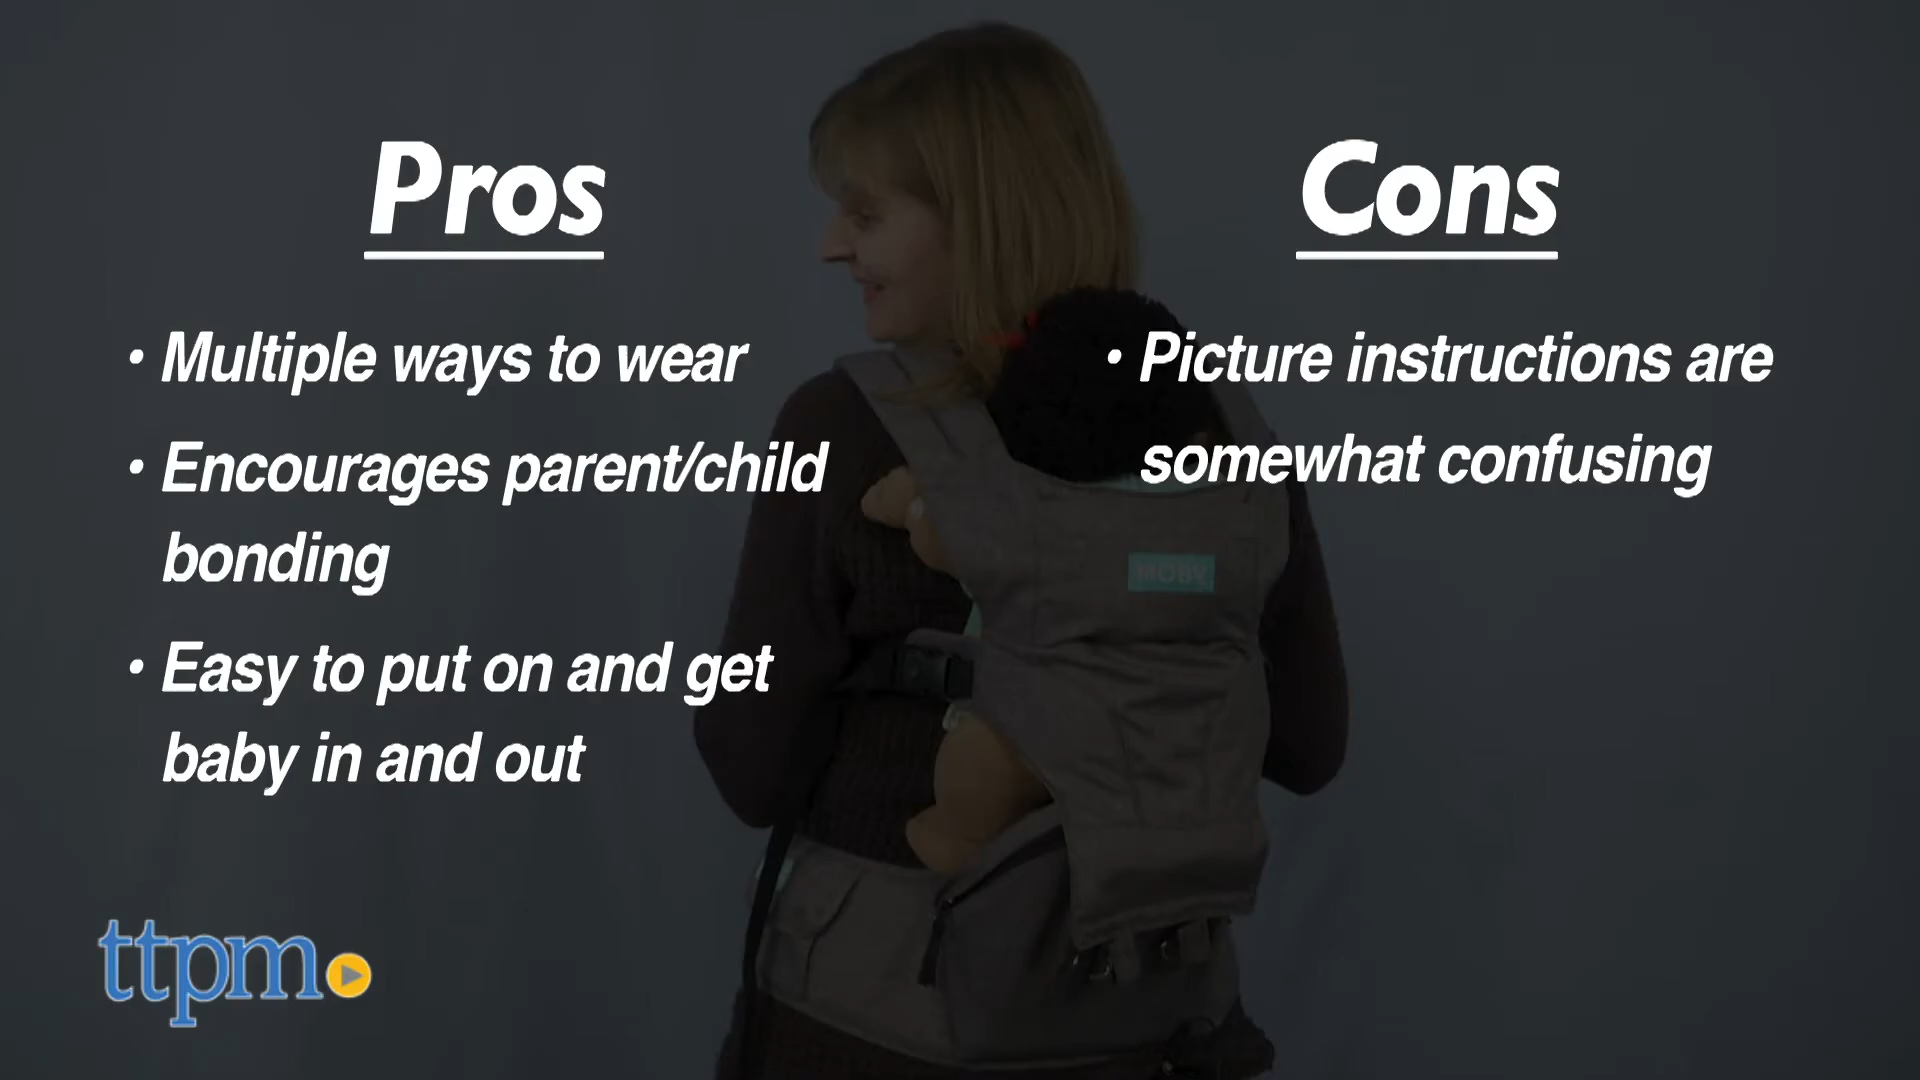 Pros
• Multiple ways to wear
• Encourages parent/child
bonding
• Easy to put on and get
baby in and out
Cons
• Picture instructions are
somewhat confusing
MOBY
ttpm